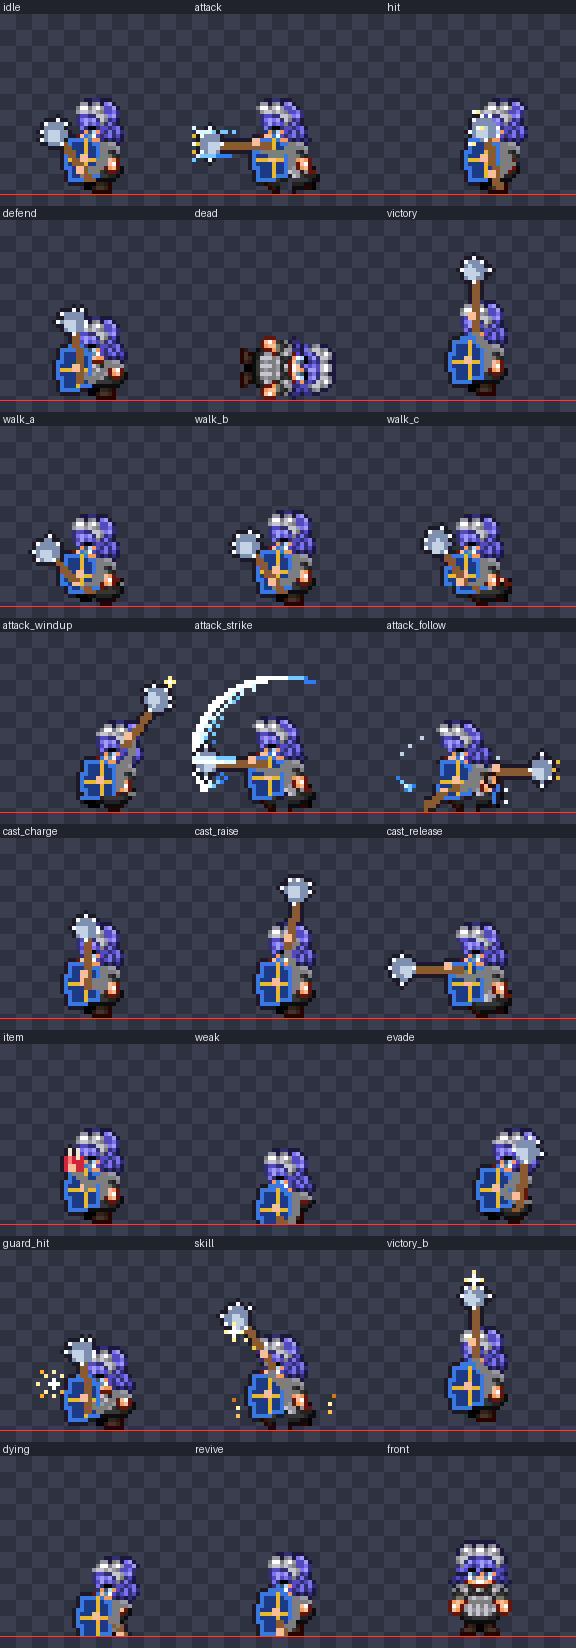 idle attack hit
defend dead victory
walk_a walk_b walk_c
attack_windup attack_strike attack_follow
cast_charge cast_raise cast_release
item weak evade
guard_hit skill victory_b
dying revive front